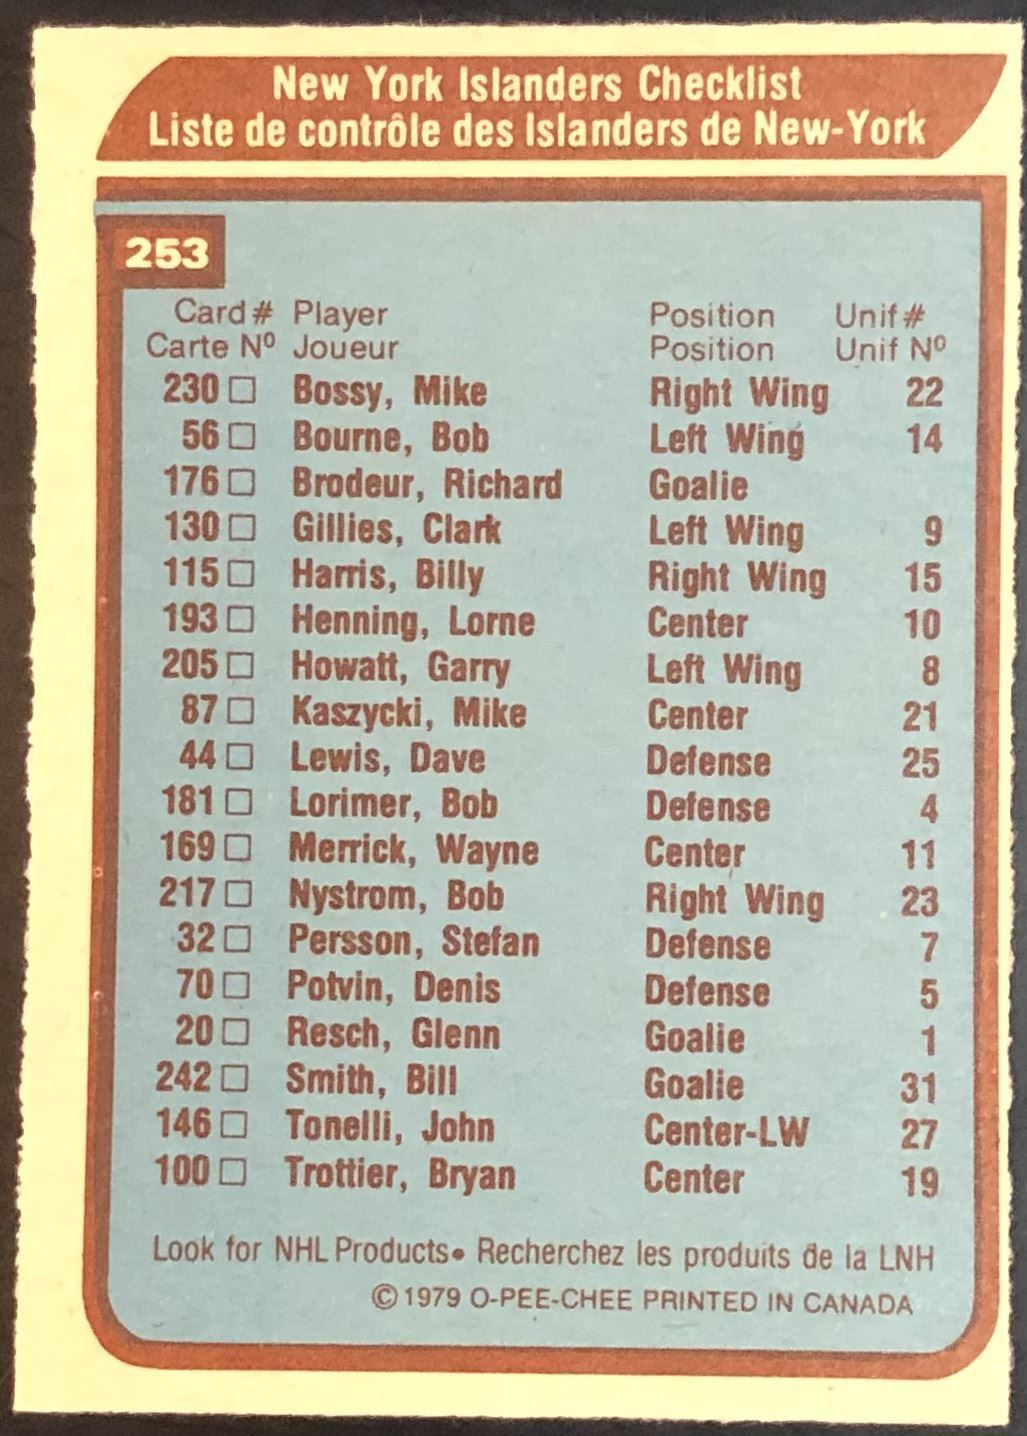 New York Islanders Checklist
Liste de contrôle des Islanders de New-York
253
Card # Player Position Unif #
Carte Nº Joueur Position Unif Nº
230 □ Bossy, Mike Right Wing 22
56 □ Bourne, Bob Left Wing 14
176 □ Brodeur, Richard Goalie
130 □ Gillies, Clark Left Wing 9
115 □ Harris, Billy Right Wing 15
193 □ Henning, Lorne Center 10
205 □ Howatt, Garry Left Wing 8
87 □ Kaszycki, Mike Center 21
44 □ Lewis, Dave Defense 25
181 □ Lorimer, Bob Defense 4
169 □ Merrick, Wayne Center 11
217 □ Nystrom, Bob Right Wing 23
32 □ Persson, Stefan Defense 7
70 □ Potvin, Denis Defense 5
20 □ Resch, Glenn Goalie 1
242 □ Smith, Bill Goalie 31
146 □ Tonelli, John Center-LW 27
100 □ Trottier, Bryan Center 19
Look for NHL Products• Recherchez les produits de la LNH
© 1979 O-PEE-CHEE PRINTED IN CANADA